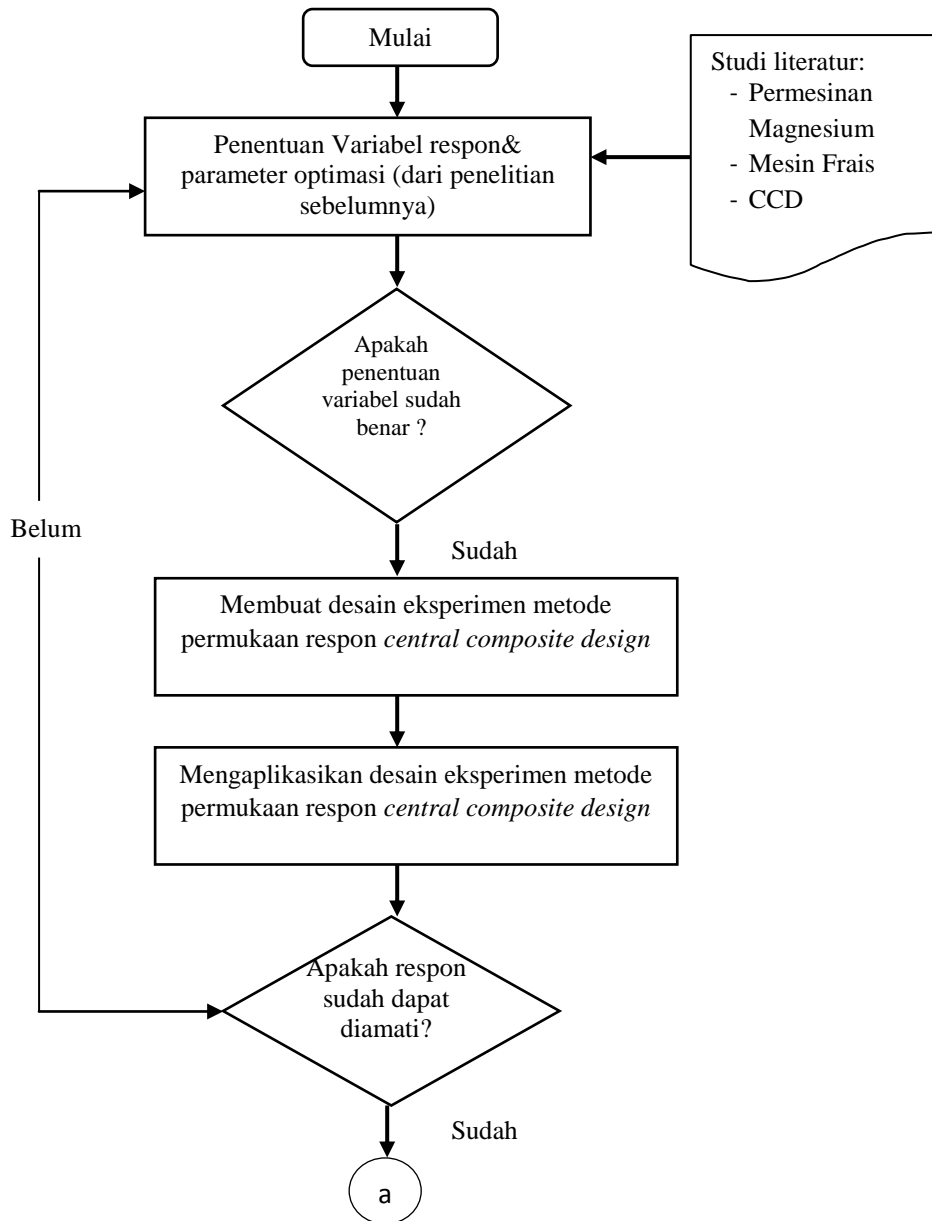 Mulai
Studi literatur:
- Permesinan
Magnesium
- Mesin Frais
- CCD
Penentuan Variabel respon&
parameter optimasi (dari penelitian
sebelumnya)
Apakah
penentuan
variabel sudah
benar ?
Belum
Sudah
Membuat desain eksperimen metode
permukaan respon central composite design
Mengaplikasikan desain eksperimen metode
permukaan respon central composite design
Apakah respon
sudah dapat
diamati?
Sudah
a